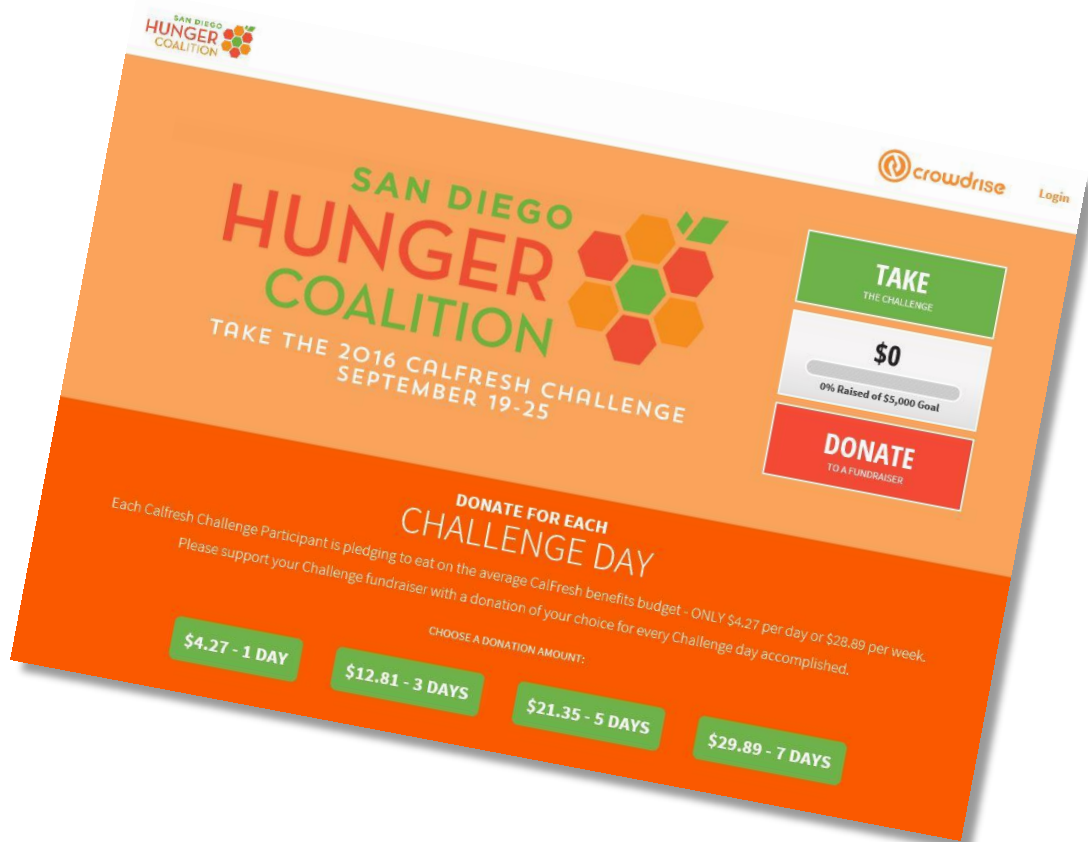 SAN DIEGO
HUNGER
COALITION
crowdrise
Login
SAN DIEGO
HUNGER
COALITION
TAKE THE 2016 CALFRESH CHALLENGE
SEPTEMBER 19-25
TAKE
THE CHALLENGE
$0
0% Raised of $5,000 Goal
DONATE
TO A FUNDRAISER
DONATE FOR EACH
CHALLENGE DAY
Each Calfresh Challenge Participant is pledging to eat on the average CalFresh benefits budget - ONLY $4.27 per day or $28.89 per week.
Please support your Challenge fundraiser with a donation of your choice for every Challenge day accomplished.
CHOOSE A DONATION AMOUNT:
$4.27 - 1 DAY
$12.81 - 3 DAYS
$21.35 - 5 DAYS
$29.89 - 7 DAYS